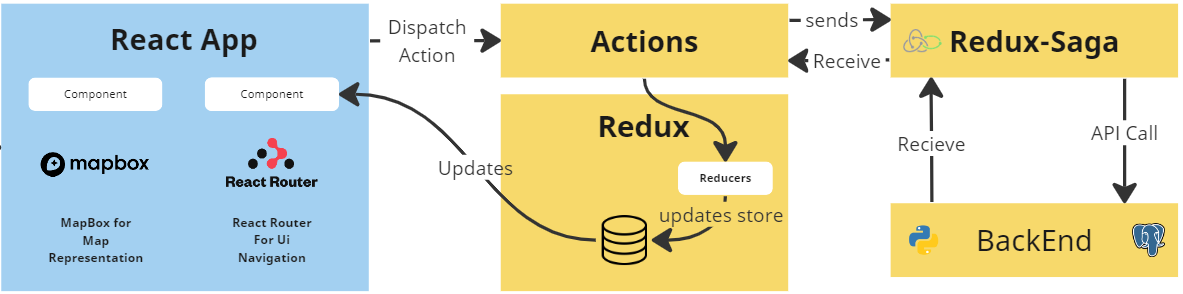 React App
Component
Component
mapbox
React Router
MapBox for
Map
Representation
React Router
For Ui
Navigation
Dispatch
Action
Updates
Actions
Redux
Reducers
updates store
sends
Receive
Redux-Saga
Recieve
API Call
BackEnd